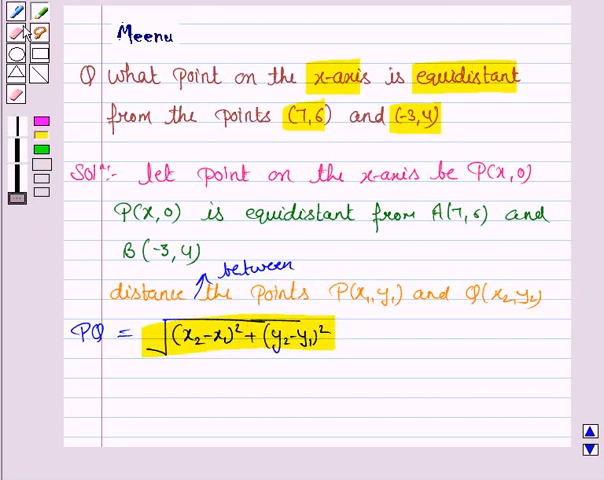 Meenu
Q What point on the x-axis is equidistant
from the points (7,6) and (-3,4)
Solⁿ:- let point on the x-axis be P(x,0)
P(x,0) is equidistant from A(7,6) and
B(-3,4)
between
distance the points P(x₁,y₁) and Q(x₂,y₂)
PQ = √(x₂-x₁)²+(y₂-y₁)²